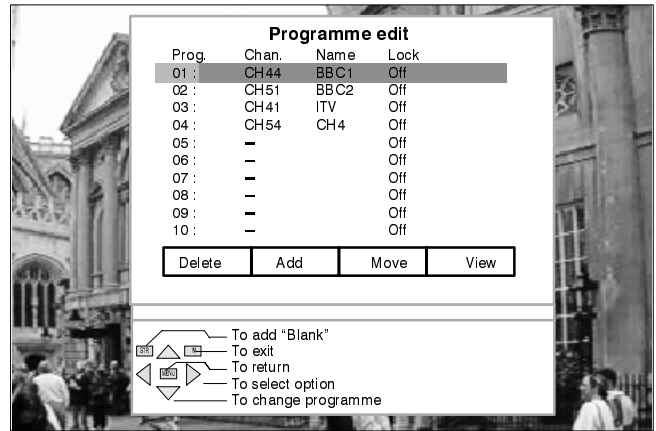 Programme edit
Prog. Chan. Name Lock
01 : CH44 BBC1 Off
02 : CH51 BBC2 Off
03 : CH41 ITV Off
04 : CH54 CH4 Off
05 : – Off
06 : – Off
07 : – Off
08 : – Off
09 : – Off
10 : – Off
Delete Add Move View
To add “Blank”
STR N To exit
To return
MENU
To select option
To change programme